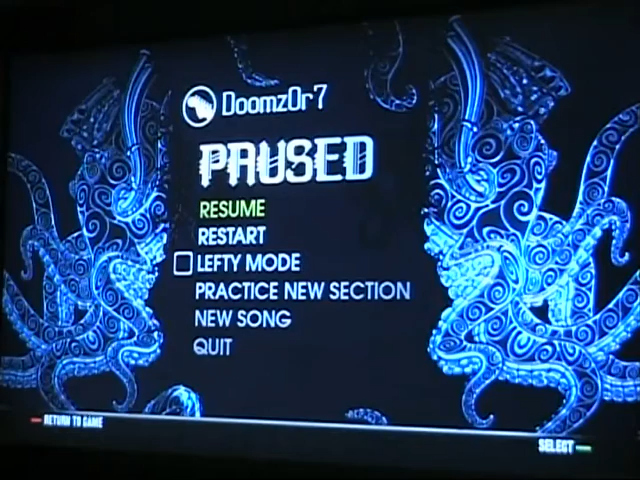 DoomzOr7
PAUSED
RESUME
RESTART
LEFTY MODE
PRACTICE NEW SECTION
NEW SONG
QUIT
RETURN TO GAME
SELECT